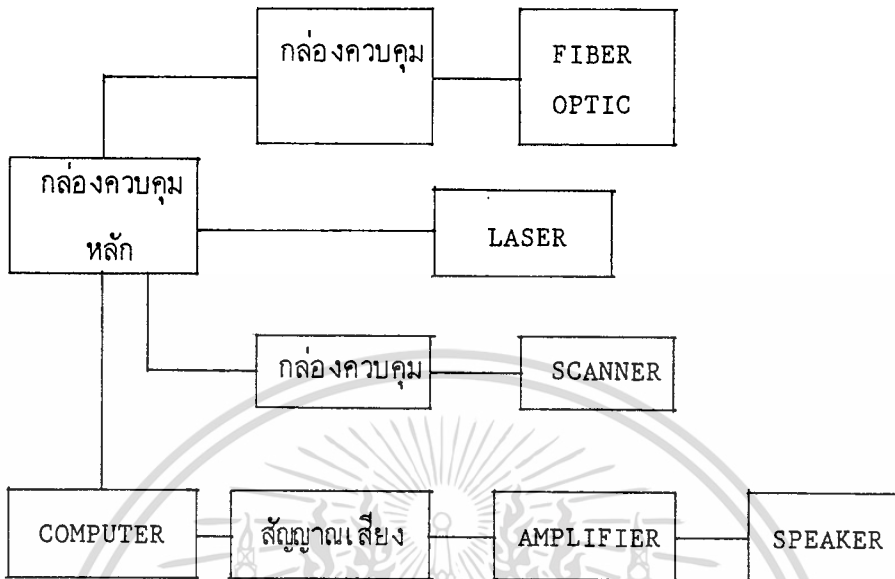 กล่องควบคุม
FIBER
OPTIC
กล่องควบคุม
หลัก
LASER
กล่องควบคุม
SCANNER
COMPUTER
สัญญาณเสียง
AMPLIFIER
SPEAKER